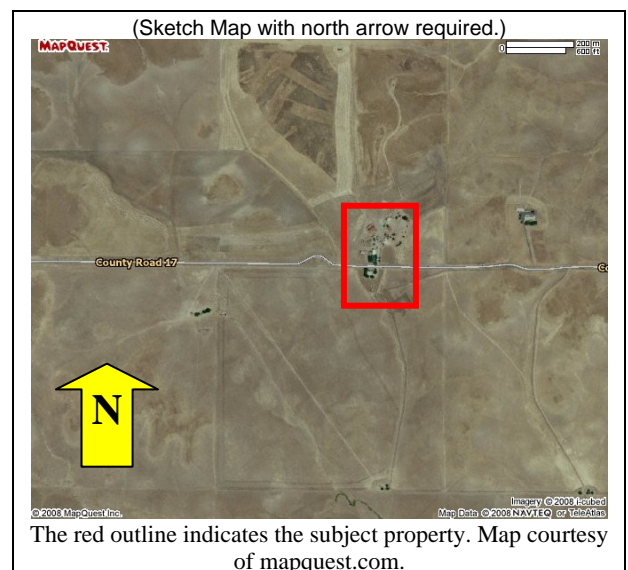 (Sketch Map with north arrow required.)
MAPQUEST
0 200 m
600 ft
County Road 17
Co
N
Imagery © 2008 i-cubed
© 2008 MapQuest Inc.
Map Data © 2008 NAVTEQ or TeleAtlas
The red outline indicates the subject property. Map courtesy
of mapquest.com.